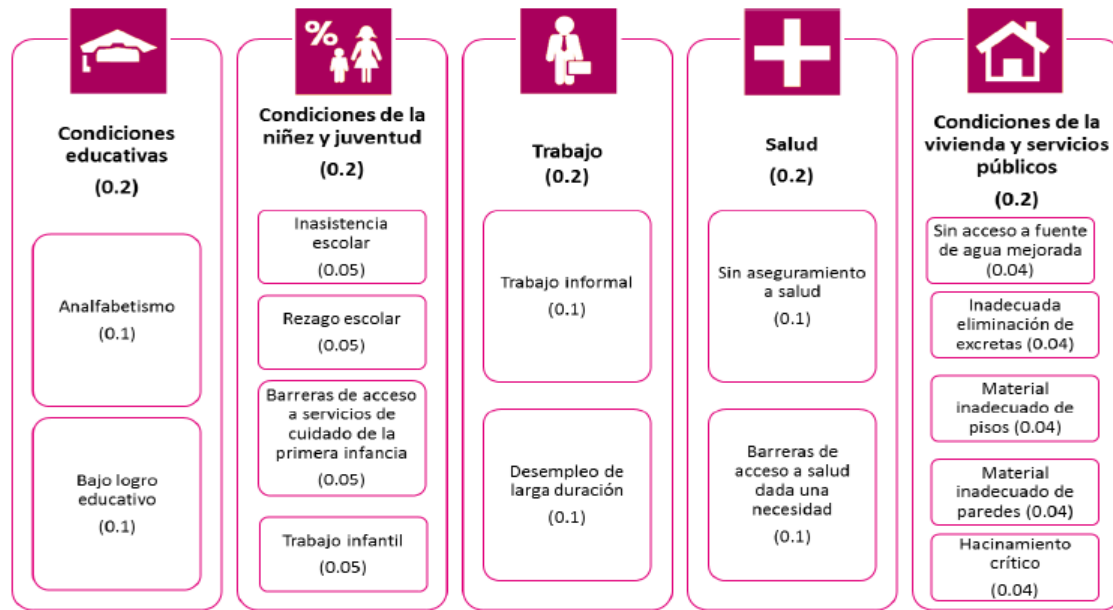 Condiciones
educativas
(0.2)
Analfabetismo
(0.1)
Bajo logro
educativo
(0.1)
%
Condiciones de la
niñez y juventud
(0.2)
Inasistencia
escolar
(0.05)
Rezago escolar
(0.05)
Barreras de acceso
a servicios de
cuidado de la
primera infancia
(0.05)
Trabajo infantil
(0.05)
Trabajo
(0.2)
Trabajo informal
(0.1)
Desempleo de
larga duración
(0.1)
Salud
(0.2)
Sin aseguramiento
a salud
(0.1)
Barreras de
acceso a salud
dada una
necesidad
(0.1)
Condiciones de la
vivienda y servicios
públicos
(0.2)
Sin acceso a fuente
de agua mejorada
(0.04)
Inadecuada
eliminación de
excretas (0.04)
Material
inadecuado de
pisos (0.04)
Material
inadecuado de
paredes (0.04)
Hacinamiento
crítico
(0.04)